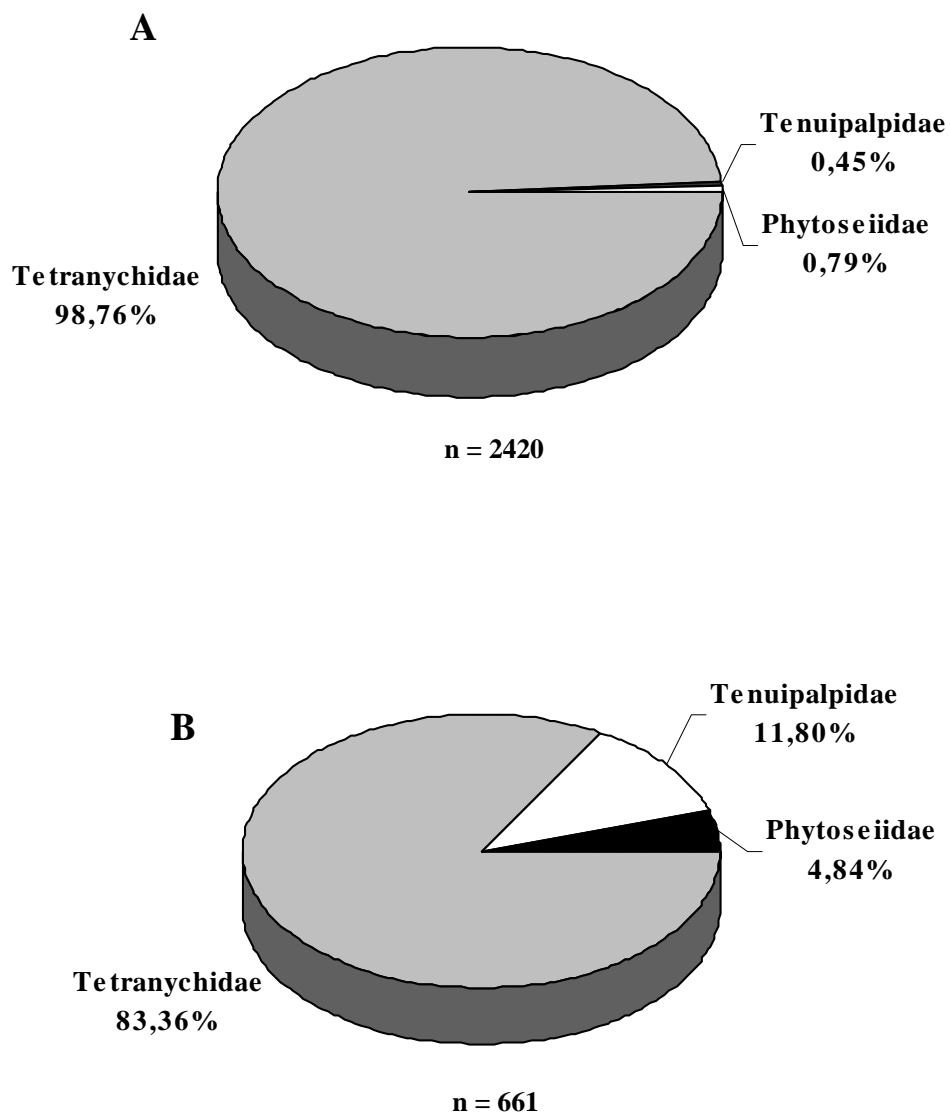 A
Tenuipalpidae
0,45%
Phytoseiidae
0,79%
Tetranychidae
98,76%
n = 2420
B
Tenuipalpidae
11,80%
Phytoseiidae
4,84%
Tetranychidae
83,36%
n = 661